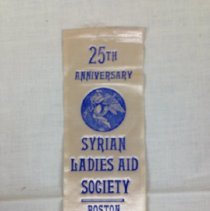 25TH
ANNIVERSARY
SYRIAN
LADIES AID
SOCIETY
BOSTON